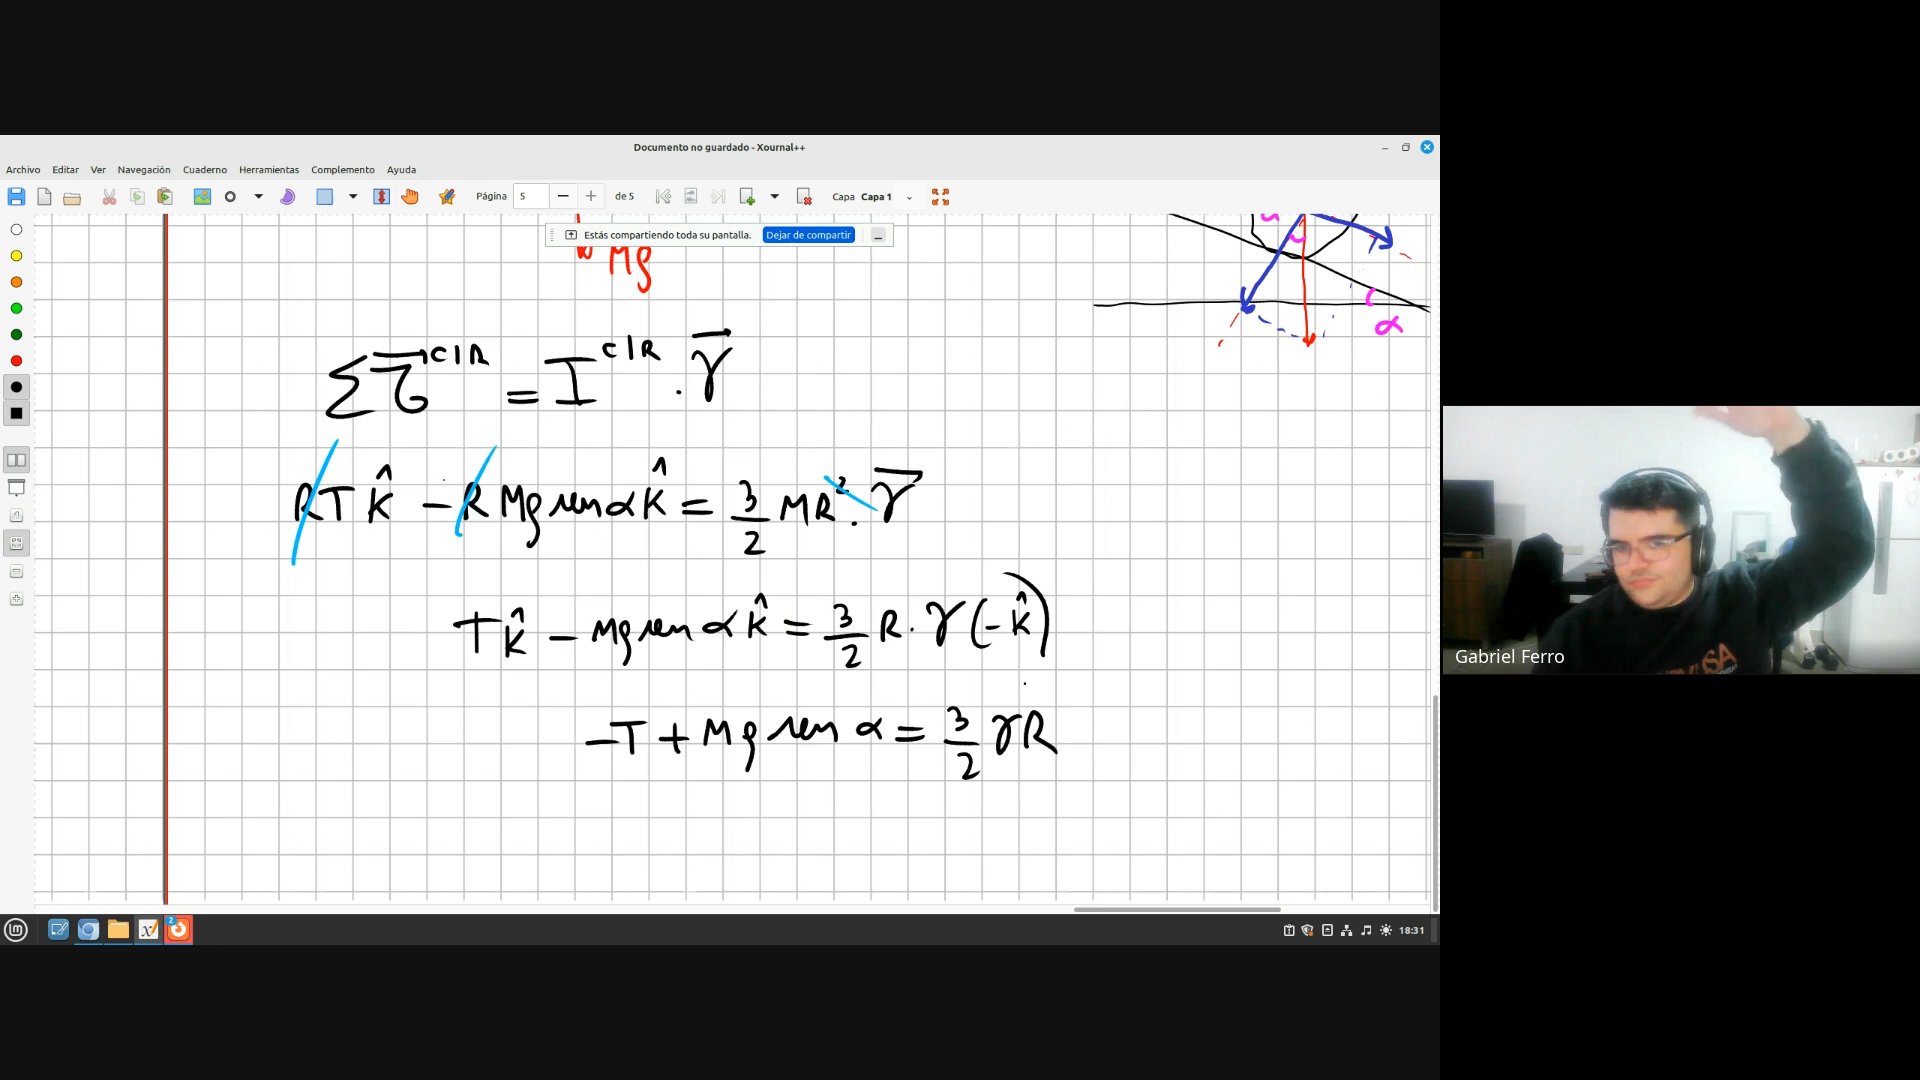 Documento no guardado - Xournal++
Archivo Editar Ver Navegación Cuaderno Herramientas Complemento Ayuda
Página 5 de 5 Capa Capa 1
Estás compartiendo toda su pantalla. Dejar de compartir
Mg
α
Σ τ⃗ᶜᴵᴿ = Iᶜᴵᴿ . γ⃗
RT k̂ - R Mg sen α k̂ = 3/2 MR² . γ⃗
T k̂ - Mg sen α k̂ = 3/2 R . γ (-k̂)
-T + Mg sen α = 3/2 γR
Gabriel Ferro
2
18:31